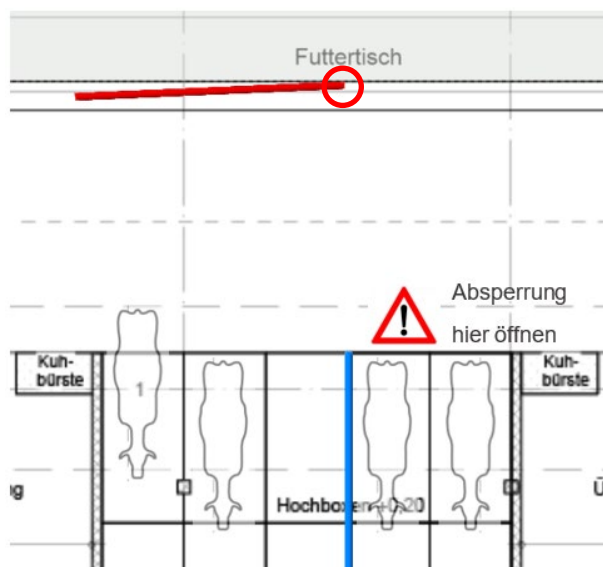 Futtertisch
Absperrung
hier öffnen
!
Kuh-
bürste
Kuh-
bürste
1
g
Ü
Hochboxen +0,20